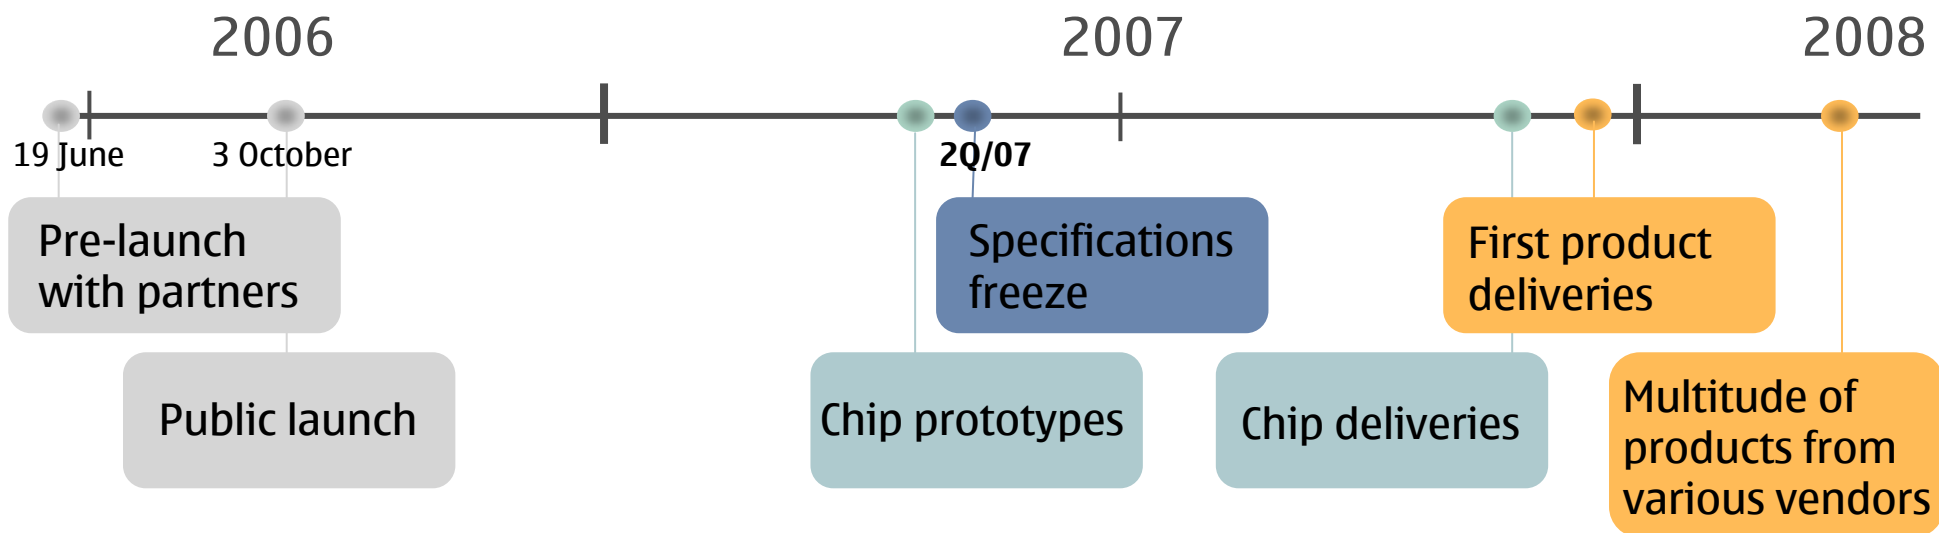 2006
2007
2008
19 June
3 October
2Q/07
Pre-launch
with partners
Specifications
freeze
First product
deliveries
Public launch
Chip prototypes
Chip deliveries
Multitude of
products from
various vendors